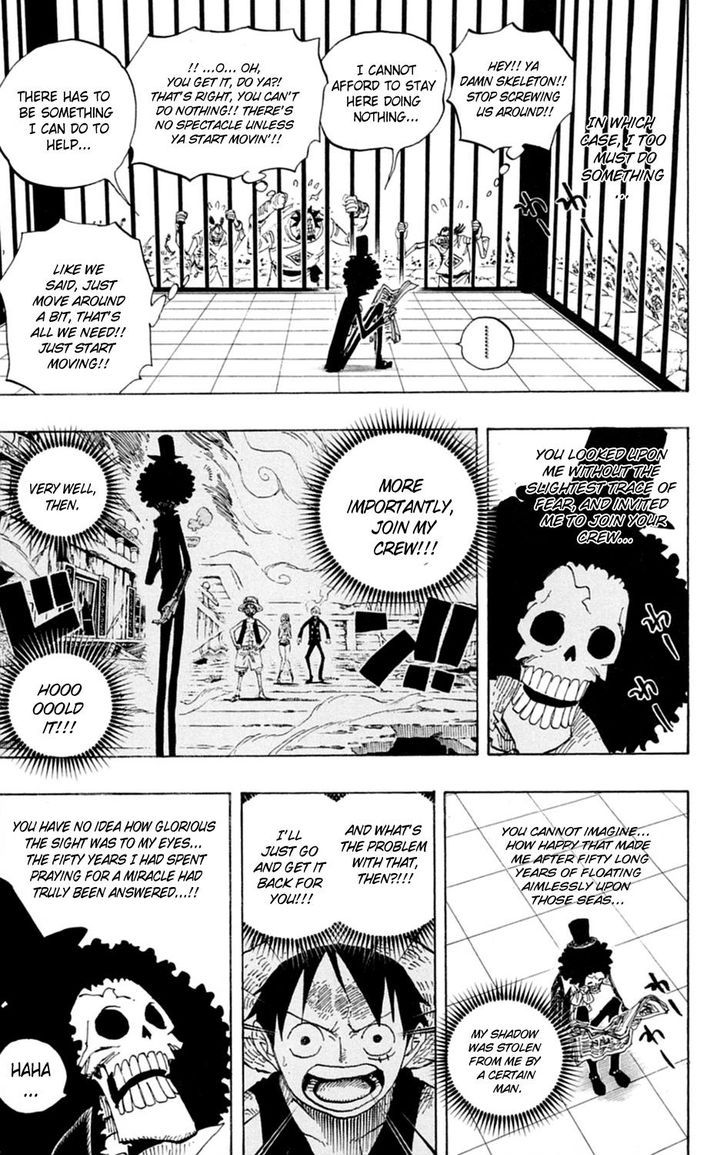 IN WHICH
CASE, I TOO
MUST DO
SOMETHING
...
HEY!! YA
DAMN SKELETON!!
STOP SCREWING
US AROUND!!
I CANNOT
AFFORD TO STAY
HERE DOING
NOTHING...
!! ...O... OH,
YOU GET IT, DO YA?!
THAT'S RIGHT, YOU CAN'T
DO NOTHING!! THERE'S
NO SPECTACLE UNLESS
YA START MOVIN'!!
THERE HAS TO
BE SOMETHING
I CAN DO TO
HELP...
LIKE WE
SAID, JUST
MOVE AROUND
A BIT, THAT'S
ALL WE NEED!!
JUST START
MOVING!!
YOU LOOKED UPON
ME WITHOUT THE
SLIGHTEST TRACE OF
FEAR, AND INVITED
ME TO JOIN YOUR
CREW...
MORE
IMPORTANTLY,
JOIN MY
CREW!!!
VERY WELL,
THEN.
HOOO
OOOLD
IT!!!
YOU CANNOT IMAGINE...
HOW HAPPY THAT MADE
ME AFTER FIFTY LONG
YEARS OF FLOATING
AIMLESSLY UPON
THOSE SEAS...
MY SHADOW
WAS STOLEN
FROM ME BY
A CERTAIN
MAN.
AND WHAT'S
THE PROBLEM
WITH THAT,
THEN?!!!
I'LL
JUST GO
AND GET IT
BACK FOR
YOU!!!
YOU HAVE NO IDEA HOW GLORIOUS
THE SIGHT WAS TO MY EYES...
THE FIFTY YEARS I HAD SPENT
PRAYING FOR A MIRACLE HAD
TRULY BEEN ANSWERED...!!
HAHA
...